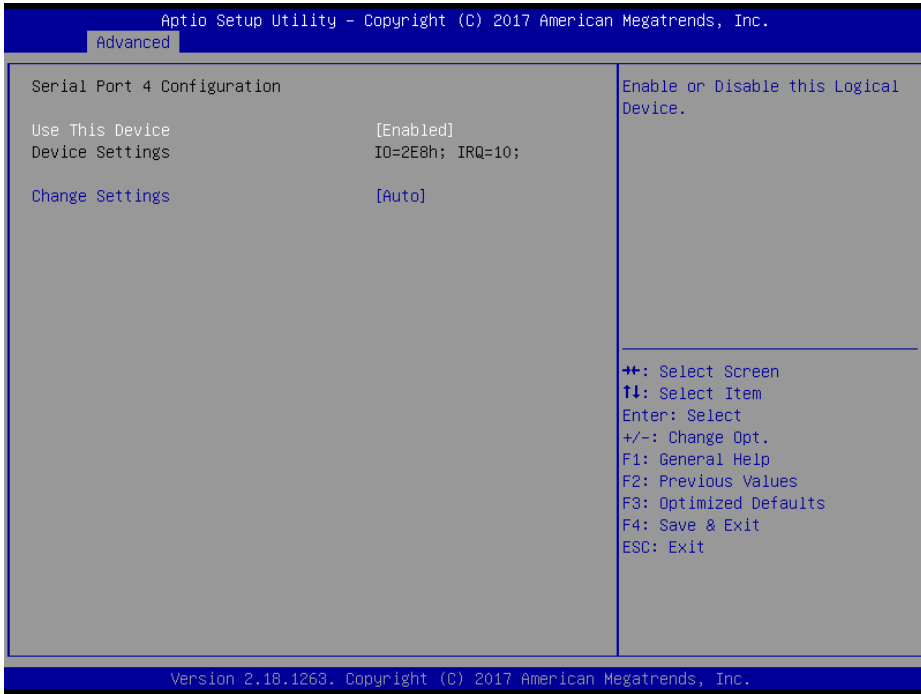 Aptio Setup Utility – Copyright (C) 2017 American Megatrends, Inc.
Advanced
Serial Port 4 Configuration
Use This Device [Enabled]
Device Settings IO=2E8h; IRQ=10;
Change Settings [Auto]
Enable or Disable this Logical
Device.
→←: Select Screen
↑↓: Select Item
Enter: Select
+/-: Change Opt.
F1: General Help
F2: Previous Values
F3: Optimized Defaults
F4: Save & Exit
ESC: Exit
Version 2.18.1263. Copyright (C) 2017 American Megatrends, Inc.